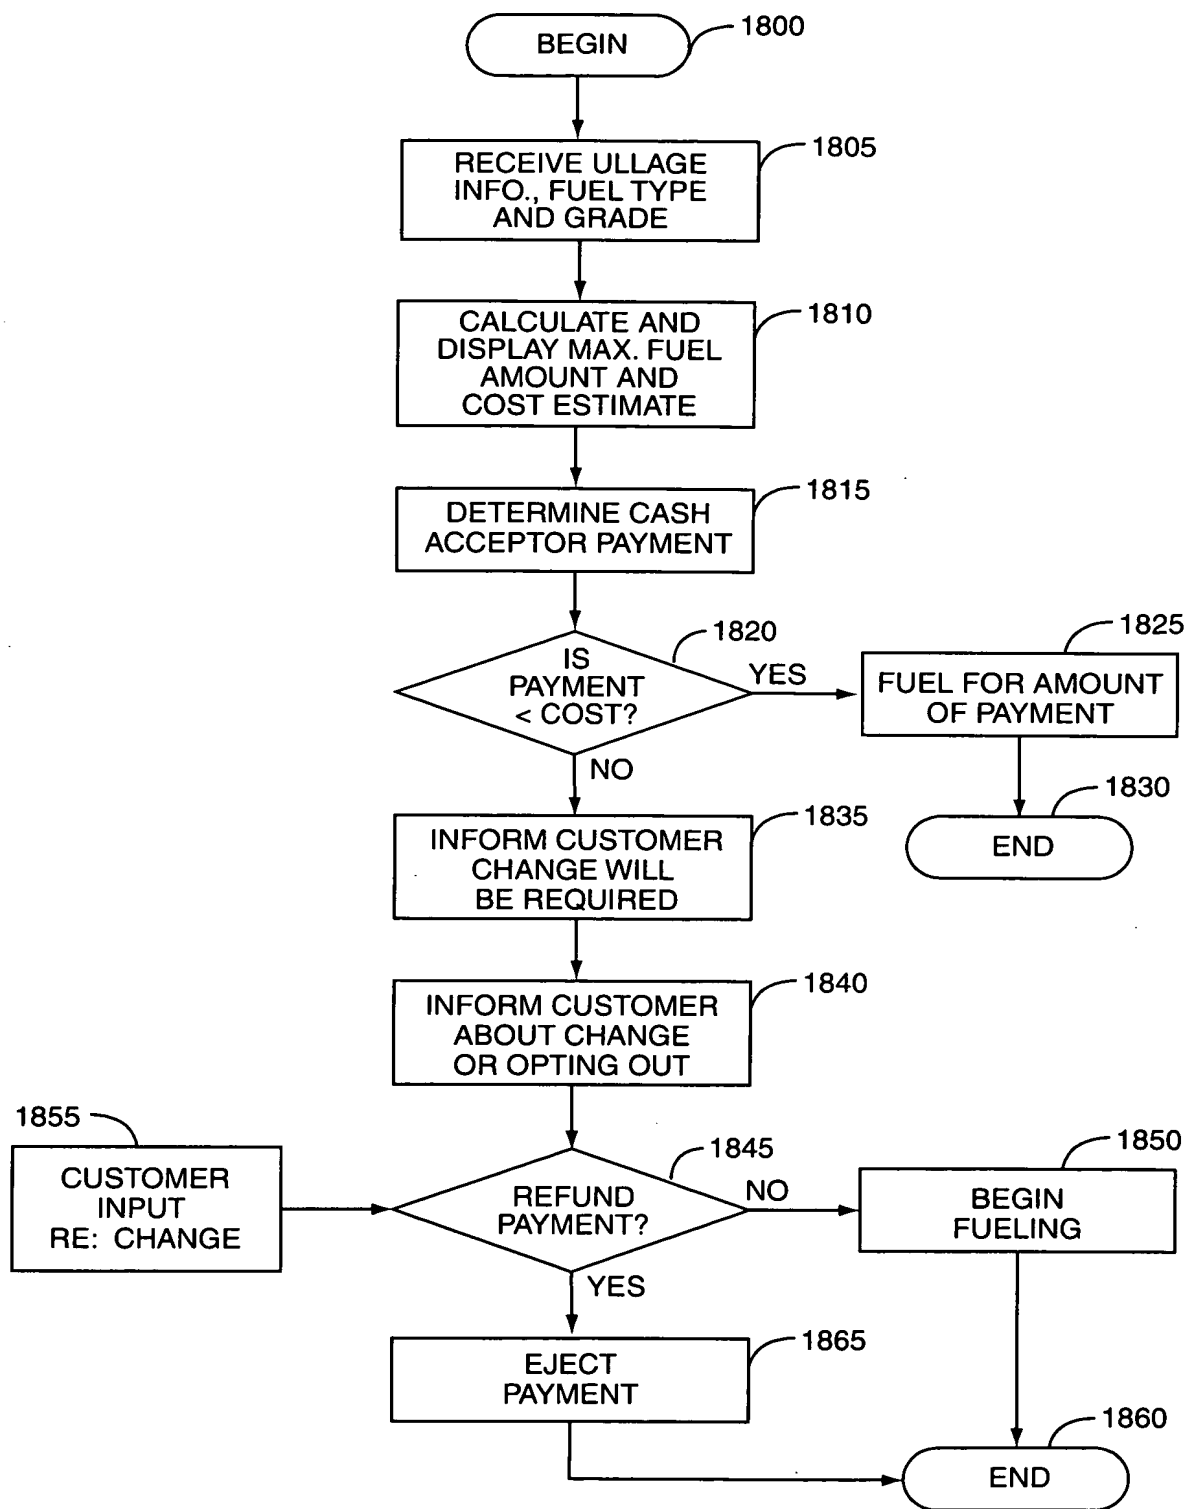 BEGIN
1800
RECEIVE ULLAGE
INFO., FUEL TYPE
AND GRADE
1805
CALCULATE AND
DISPLAY MAX. FUEL
AMOUNT AND
COST ESTIMATE
1810
DETERMINE CASH
ACCEPTOR PAYMENT
1815
IS
PAYMENT
< COST?
1820
YES
FUEL FOR AMOUNT
OF PAYMENT
1825
END
1830
NO
INFORM CUSTOMER
CHANGE WILL
BE REQUIRED
1835
INFORM CUSTOMER
ABOUT CHANGE
OR OPTING OUT
1840
1855
CUSTOMER
INPUT
RE: CHANGE
REFUND
PAYMENT?
1845
NO
BEGIN
FUELING
1850
YES
EJECT
PAYMENT
1865
END
1860